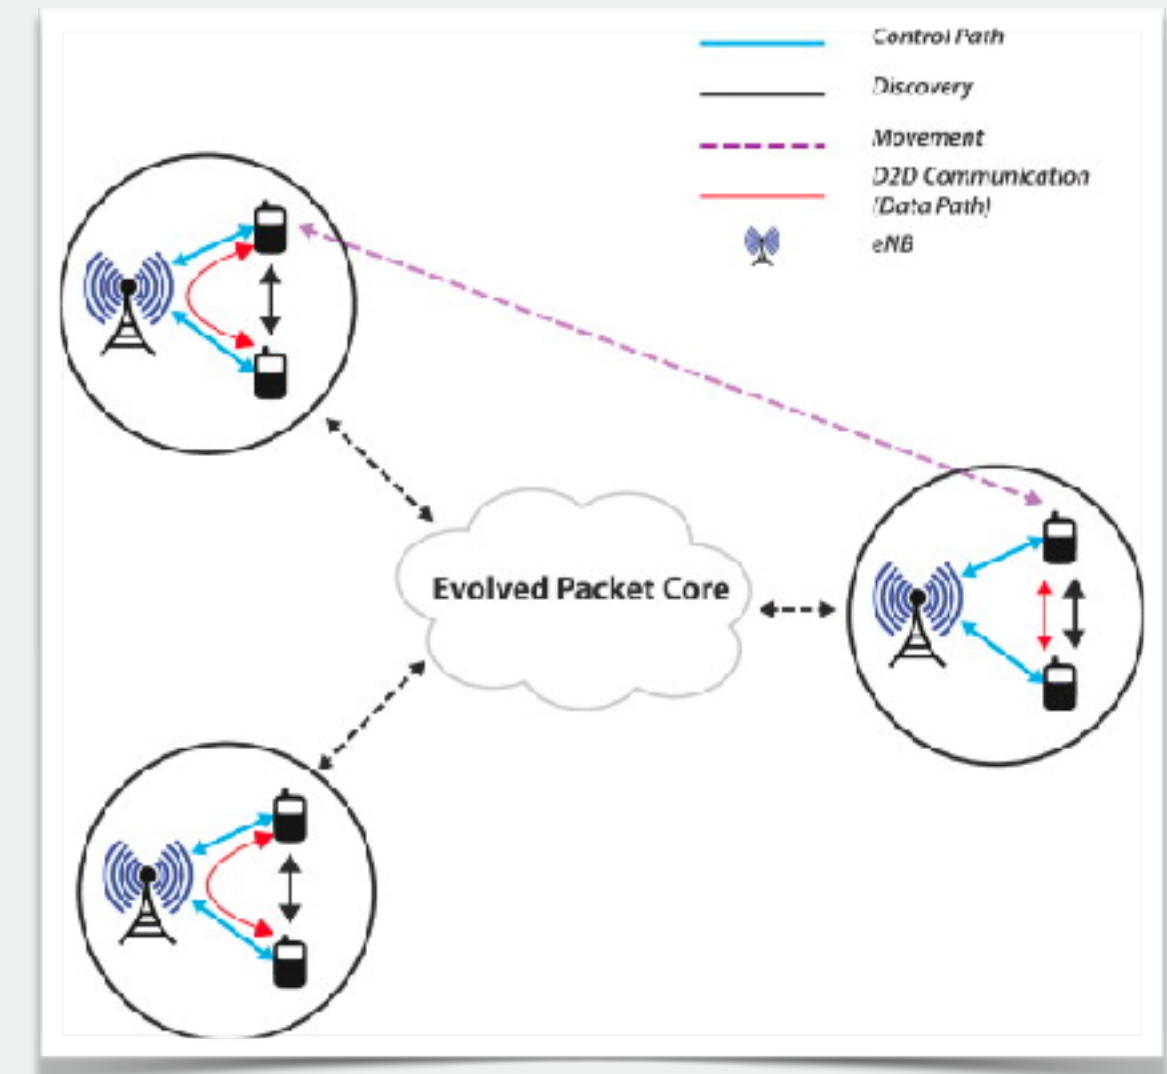 Control Path
Discovery
Movement
D2D Communication
(Data Path)
eNB
Evolved Packet Core